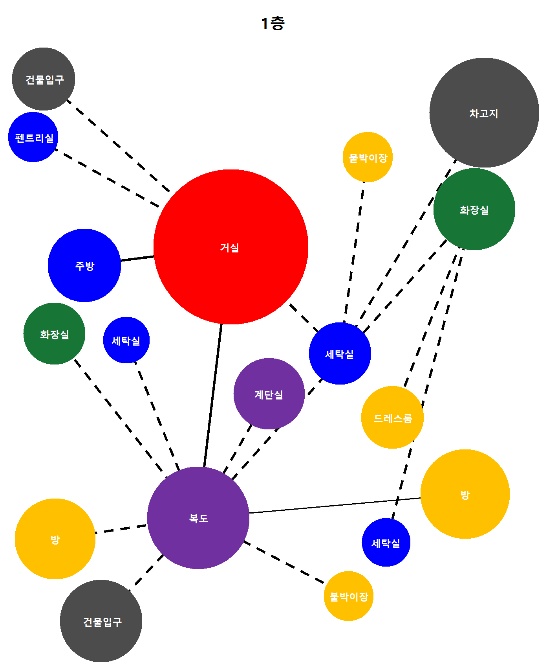 1층
건물입구
차고지
펜트리실
붙박이장
화장실
거실
주방
화장실
세탁실
세탁실
계단실
드레스룸
방
복도
방
세탁실
붙박이장
건물입구